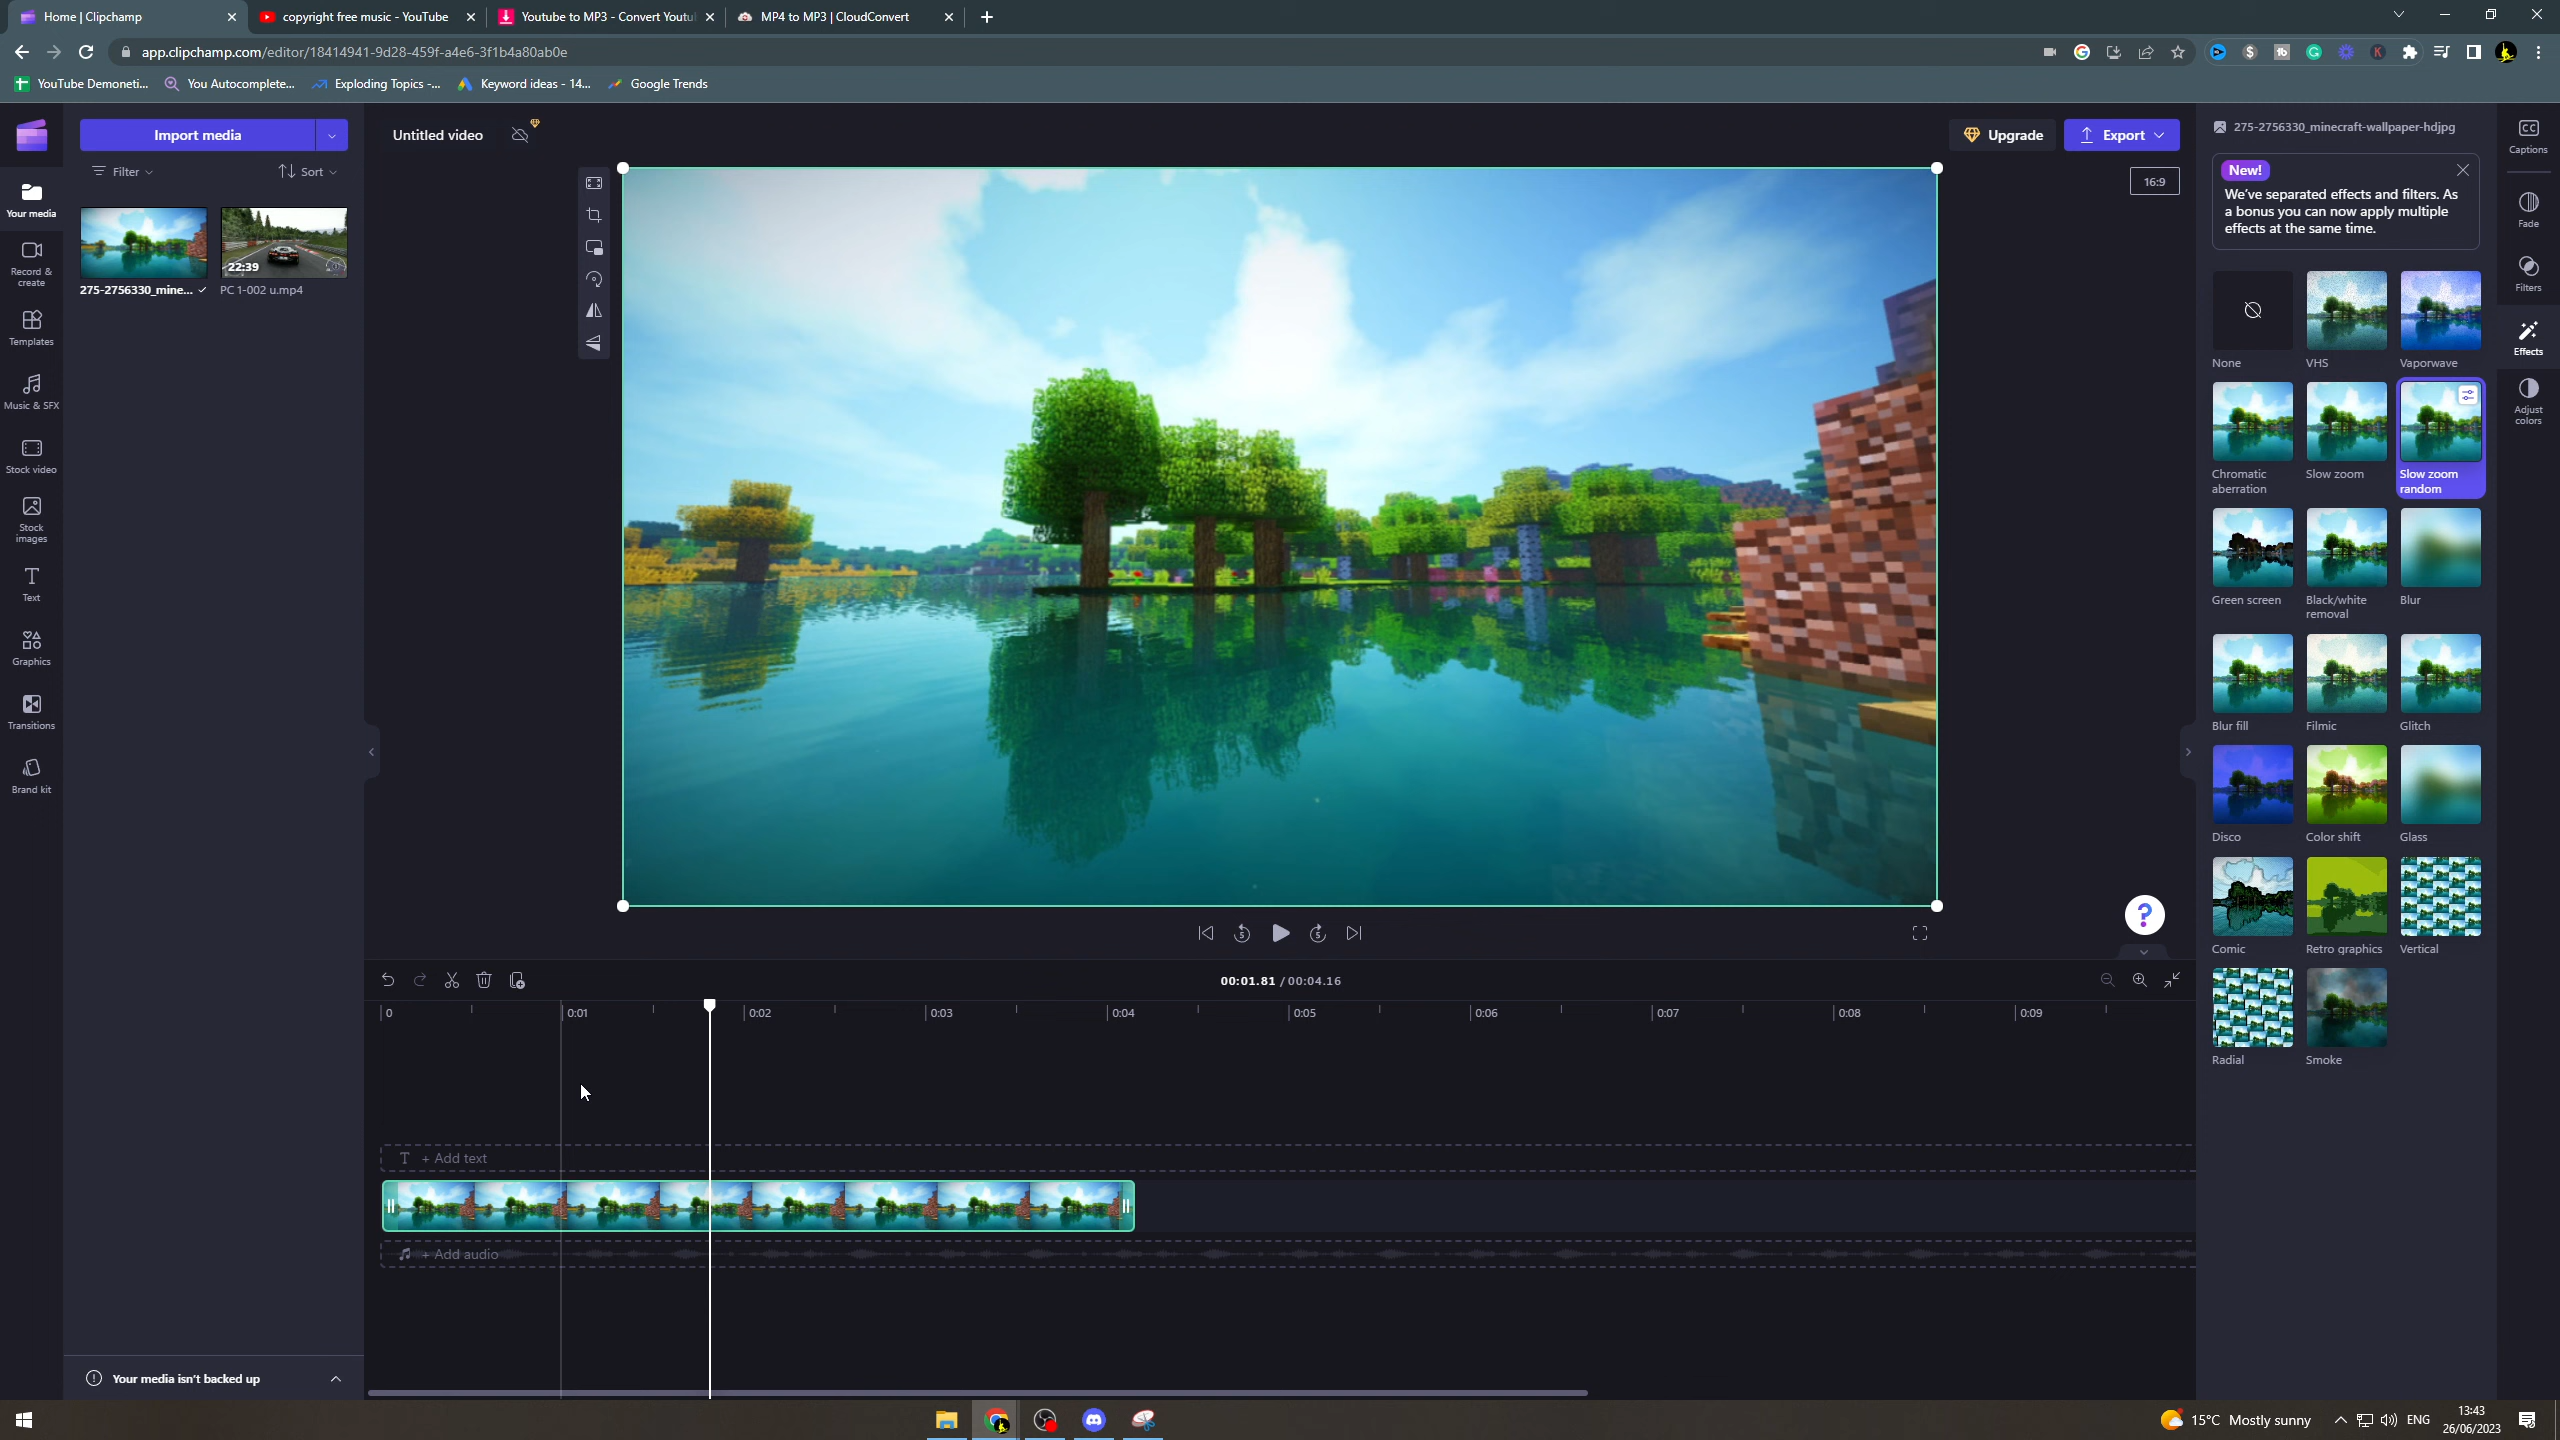 Home | Clipchamp
copyright free music - YouTube
Youtube to MP3 - Convert Youtu
MP4 to MP3 | CloudConvert
app.clipchamp.com/editor/18414941-9d28-459f-a4e6-3f1b4a80ab0e
YouTube Demoneti...
You Autocomplete...
Exploding Topics -...
Keyword ideas - 14...
Google Trends
Import media
Filter
Sort
Your media
Record &
create
Templates
Music & SFX
Stock video
Stock
images
Text
Graphics
Transitions
Brand kit
22:39
275-2756330_mine...
PC 1-002 u.mp4
Your media isn't backed up
Untitled video
Upgrade
Export
16:9
00:01.81 / 00:04.16
0
0:01
0:02
0:03
0:04
0:05
0:06
0:07
0:08
0:09
T + Add text
+ Add audio
275-2756330_minecraft-wallpaper-hdjpg
New!
We've separated effects and filters. As
a bonus you can now apply multiple
effects at the same time.
None
VHS
Vaporwave
Chromatic
aberration
Slow zoom
Slow zoom
random
Green screen
Black/white
removal
Blur
Blur fill
Filmic
Glitch
Disco
Color shift
Glass
Comic
Retro graphics
Vertical
Radial
Smoke
CC
Captions
Fade
Filters
Effects
Adjust
colors
15°C Mostly sunny
ENG
13:43
26/06/2023